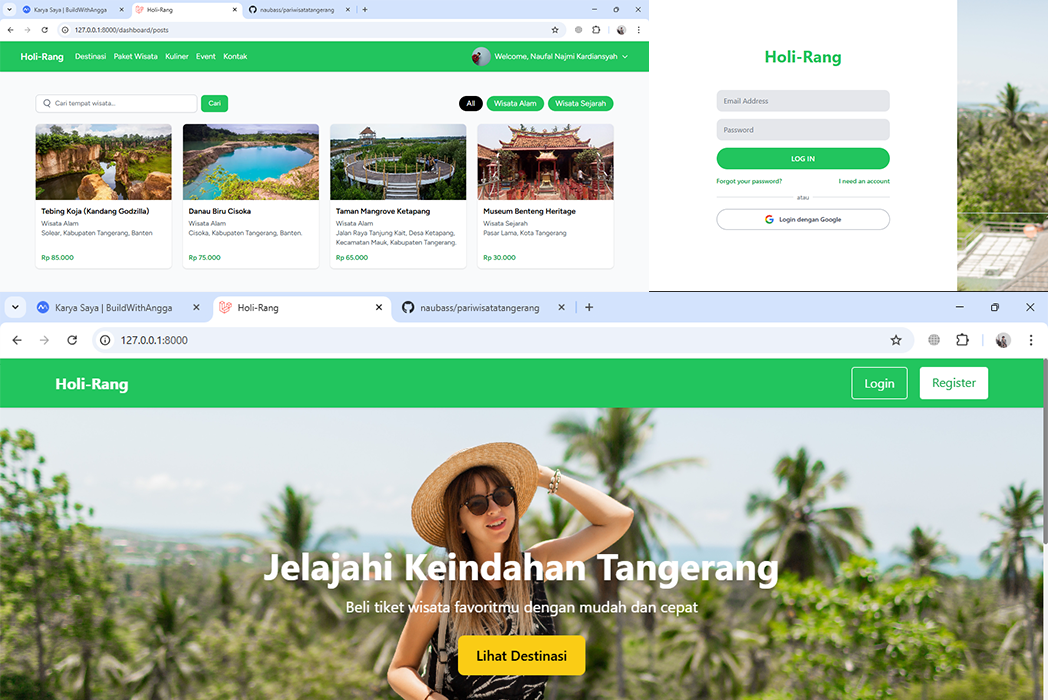 Karya Saya | BuildWithAngga
Holi-Rang
naubass/pariwisatatangerang
127.0.0.1:8000/dashboard/posts
Holi-Rang Destinasi Paket Wisata Kuliner Event Kontak Welcome, Naufal Najmi Kardiansyah
Cari tempat wisata... Cari All Wisata Alam Wisata Sejarah
Tebing Koja (Kandang Godzilla)
Wisata Alam
Solear, Kabupaten Tangerang, Banten
Rp 85.000
Danau Biru Cisoka
Wisata Alam
Cisoka, Kabupaten Tangerang, Banten.
Rp 75.000
Taman Mangrove Ketapang
Wisata Alam
Jalan Raya Tanjung Kait, Desa Ketapang,
Kecamatan Mauk, Kabupaten Tangerang.
Rp 65.000
Museum Benteng Heritage
Wisata Sejarah
Pasar Lama, Kota Tangerang
Rp 30.000
Holi-Rang
Email Address
Password
LOG IN
Forgot your password? I need an account
atau
Login dengan Google
Karya Saya | BuildWithAngga
Holi-Rang
naubass/pariwisatatangerang
127.0.0.1:8000
Holi-Rang Login Register
Jelajahi Keindahan Tangerang
Beli tiket wisata favoritmu dengan mudah dan cepat
Lihat Destinasi